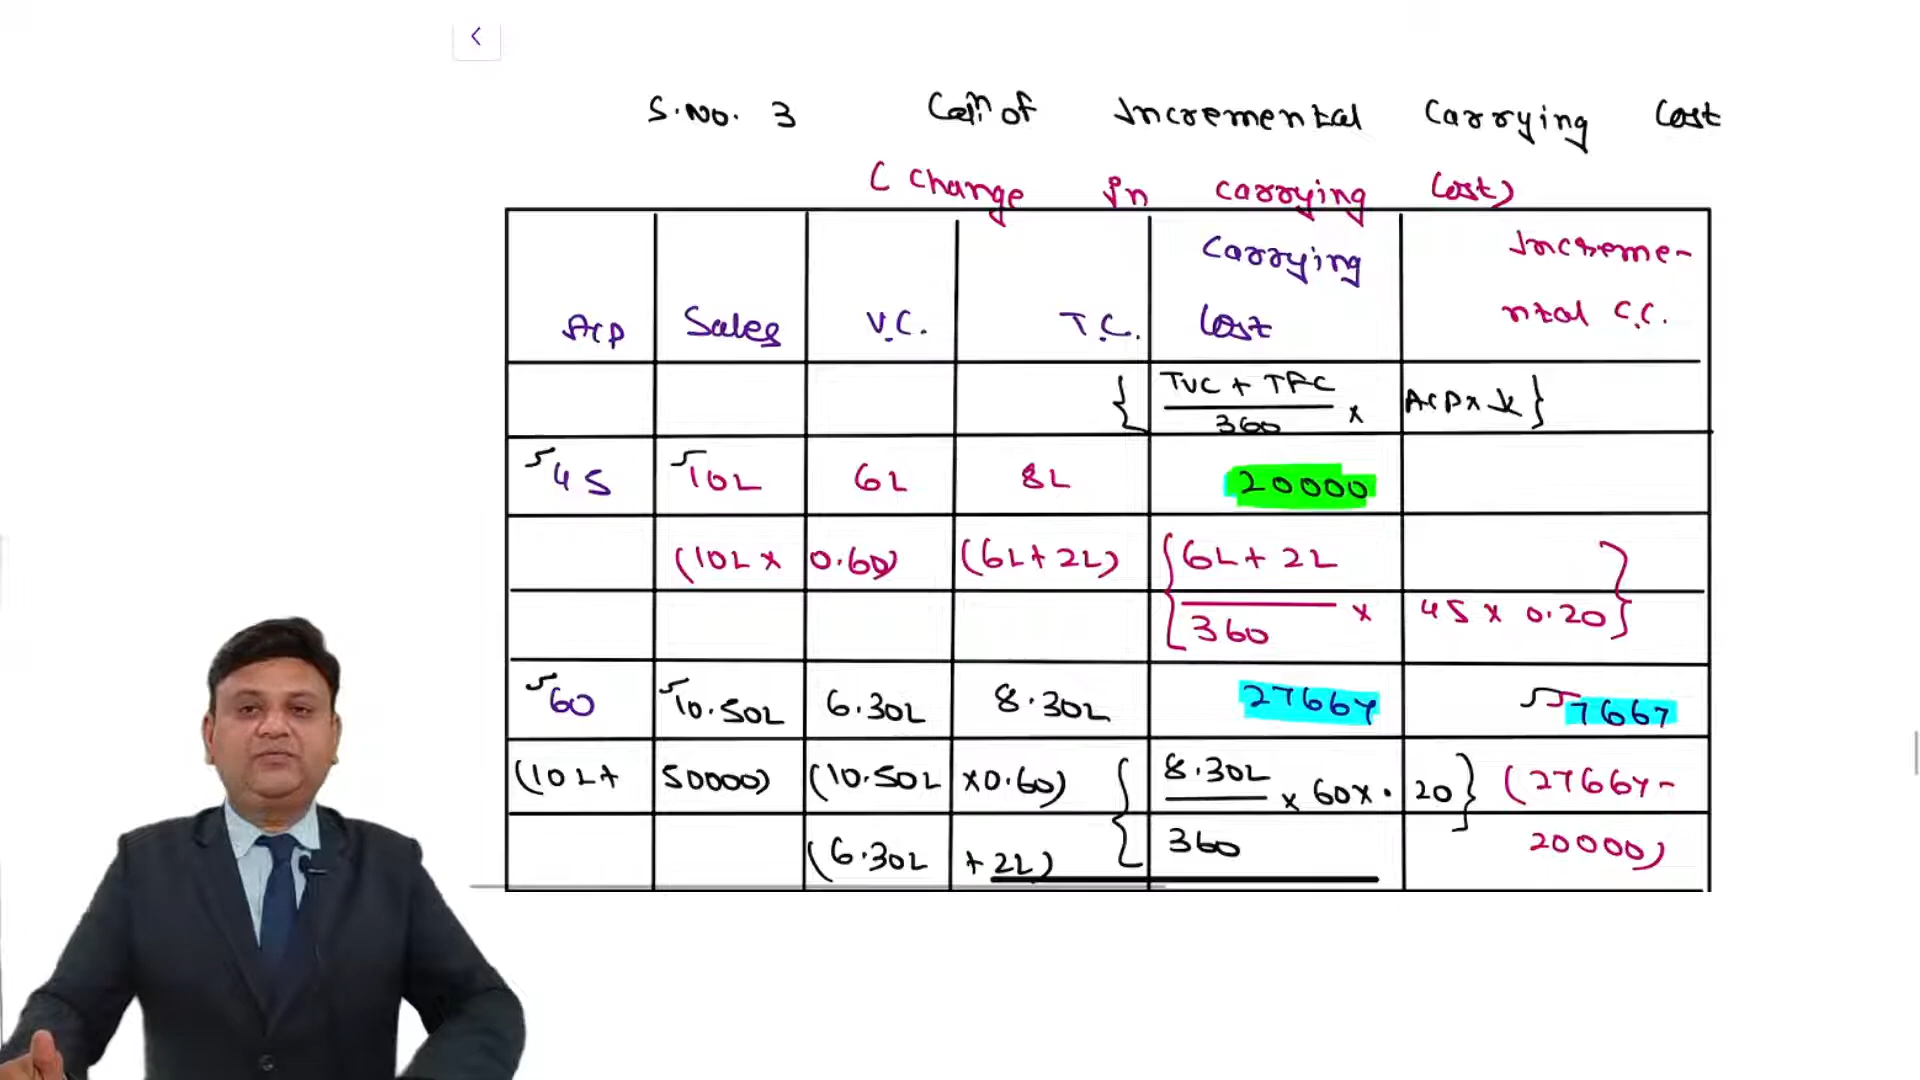 S.No. 3 Caln of Incremental Carrying Cost
(Change in carrying Cost)
ACP Sales V.C. T.C. Carrying Cost Increme-ntal C.C.
{ TVC + TFC / 360 × ACP × k }
45 10L 6L 8L 20000
(10L × 0.60) (6L + 2L) { 6L + 2L / 360 × 45 × 0.20 }
60 10.50L 6.30L 8.30L 27667 7667
(10L + 50000) (10.50L × 0.60) { 8.30L / 360 × 60 × .20 } (27667 - 20000)
(6.30L + 2L)